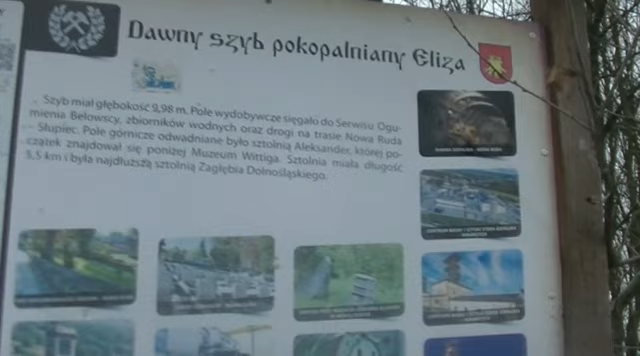 Dawny szyb pokopalniany Eliza
Szyb miał głębokość 9,98 m. Pole wydobywcze sięgało do Serwisu Ogu-
mienia Bełowscy, zbiorników wodnych oraz drogi na trasie Nowa Ruda
- Słupiec. Pole górnicze odwadniane było sztolnią Aleksander, której po-
czątek znajdował się poniżej Muzeum Wittiga. Sztolnia miała długość
5,5 km i była najdłuższą sztolnią Zagłębia Dolnośląskiego.